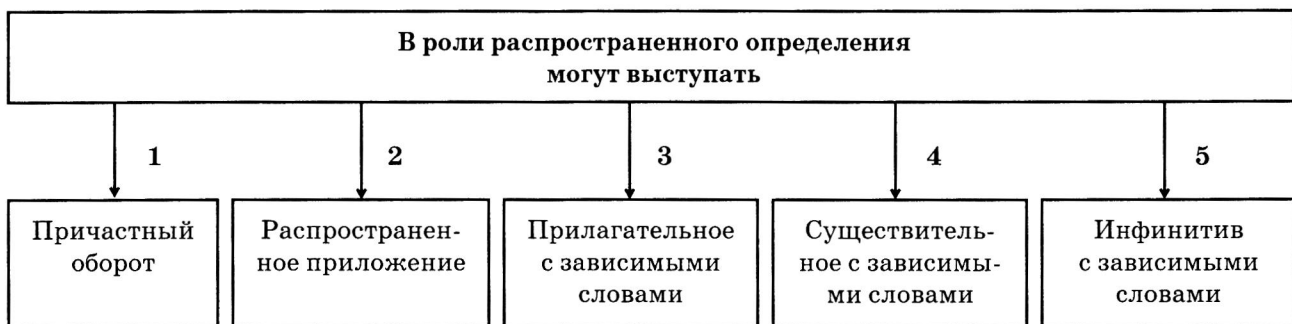 В роли распространенного определения
могут выступать
1
2
3
4
5
Причастный
оборот
Распространен-
ное приложение
Прилагательное
с зависимыми
словами
Существитель-
ное с зависимы-
ми словами
Инфинитив
с зависимыми
словами